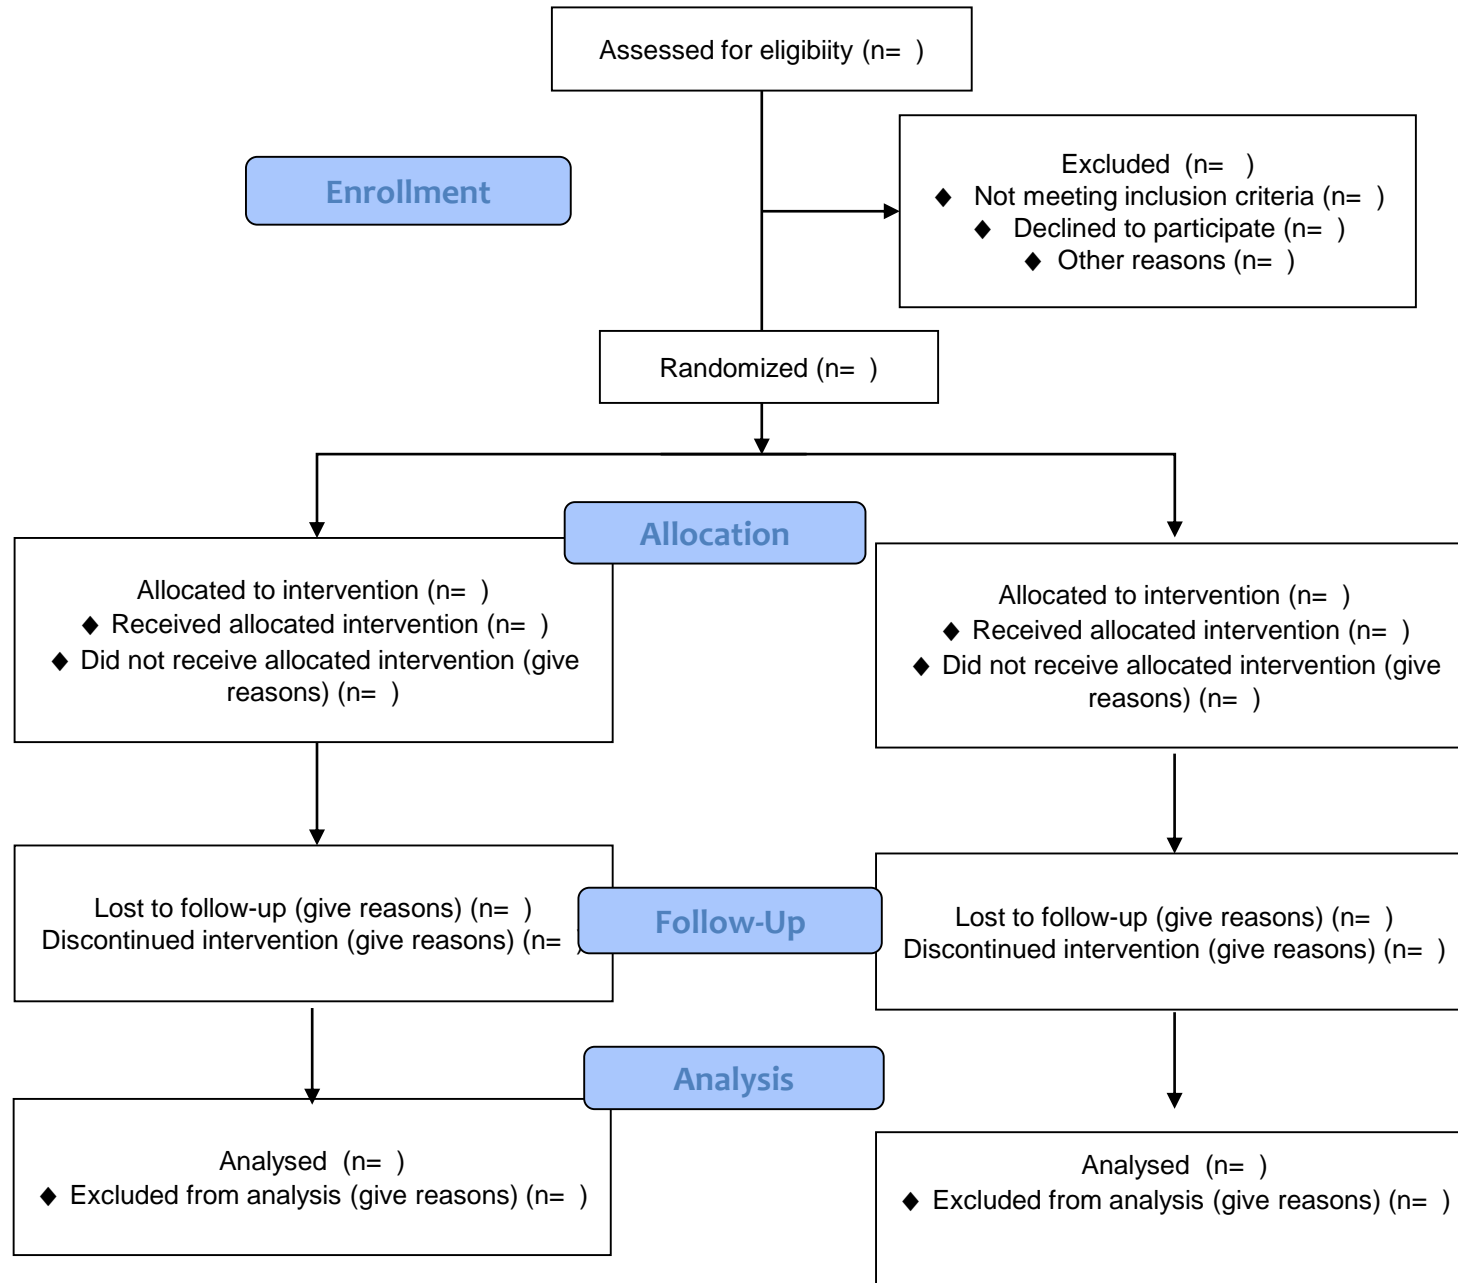 Assessed for eligibiity (n=  )
Enrollment
Excluded  (n=   )
♦  Not meeting inclusion criteria (n=  )
♦  Declined to participate (n=  )
♦  Other reasons (n=  )
Randomized (n=  )
Allocation
Allocated to intervention (n=  )
♦ Received allocated intervention (n=  )
♦ Did not receive allocated intervention (give
reasons) (n=  )
Allocated to intervention (n=  )
♦ Received allocated intervention (n=  )
♦ Did not receive allocated intervention (give
reasons) (n=  )
Follow-Up
Lost to follow-up (give reasons) (n=  )
Discontinued intervention (give reasons) (n=  )
Lost to follow-up (give reasons) (n=  )
Discontinued intervention (give reasons) (n=  )
Analysis
Analysed  (n=  )
♦ Excluded from analysis (give reasons) (n=  )
Analysed  (n=  )
♦ Excluded from analysis (give reasons) (n=  )